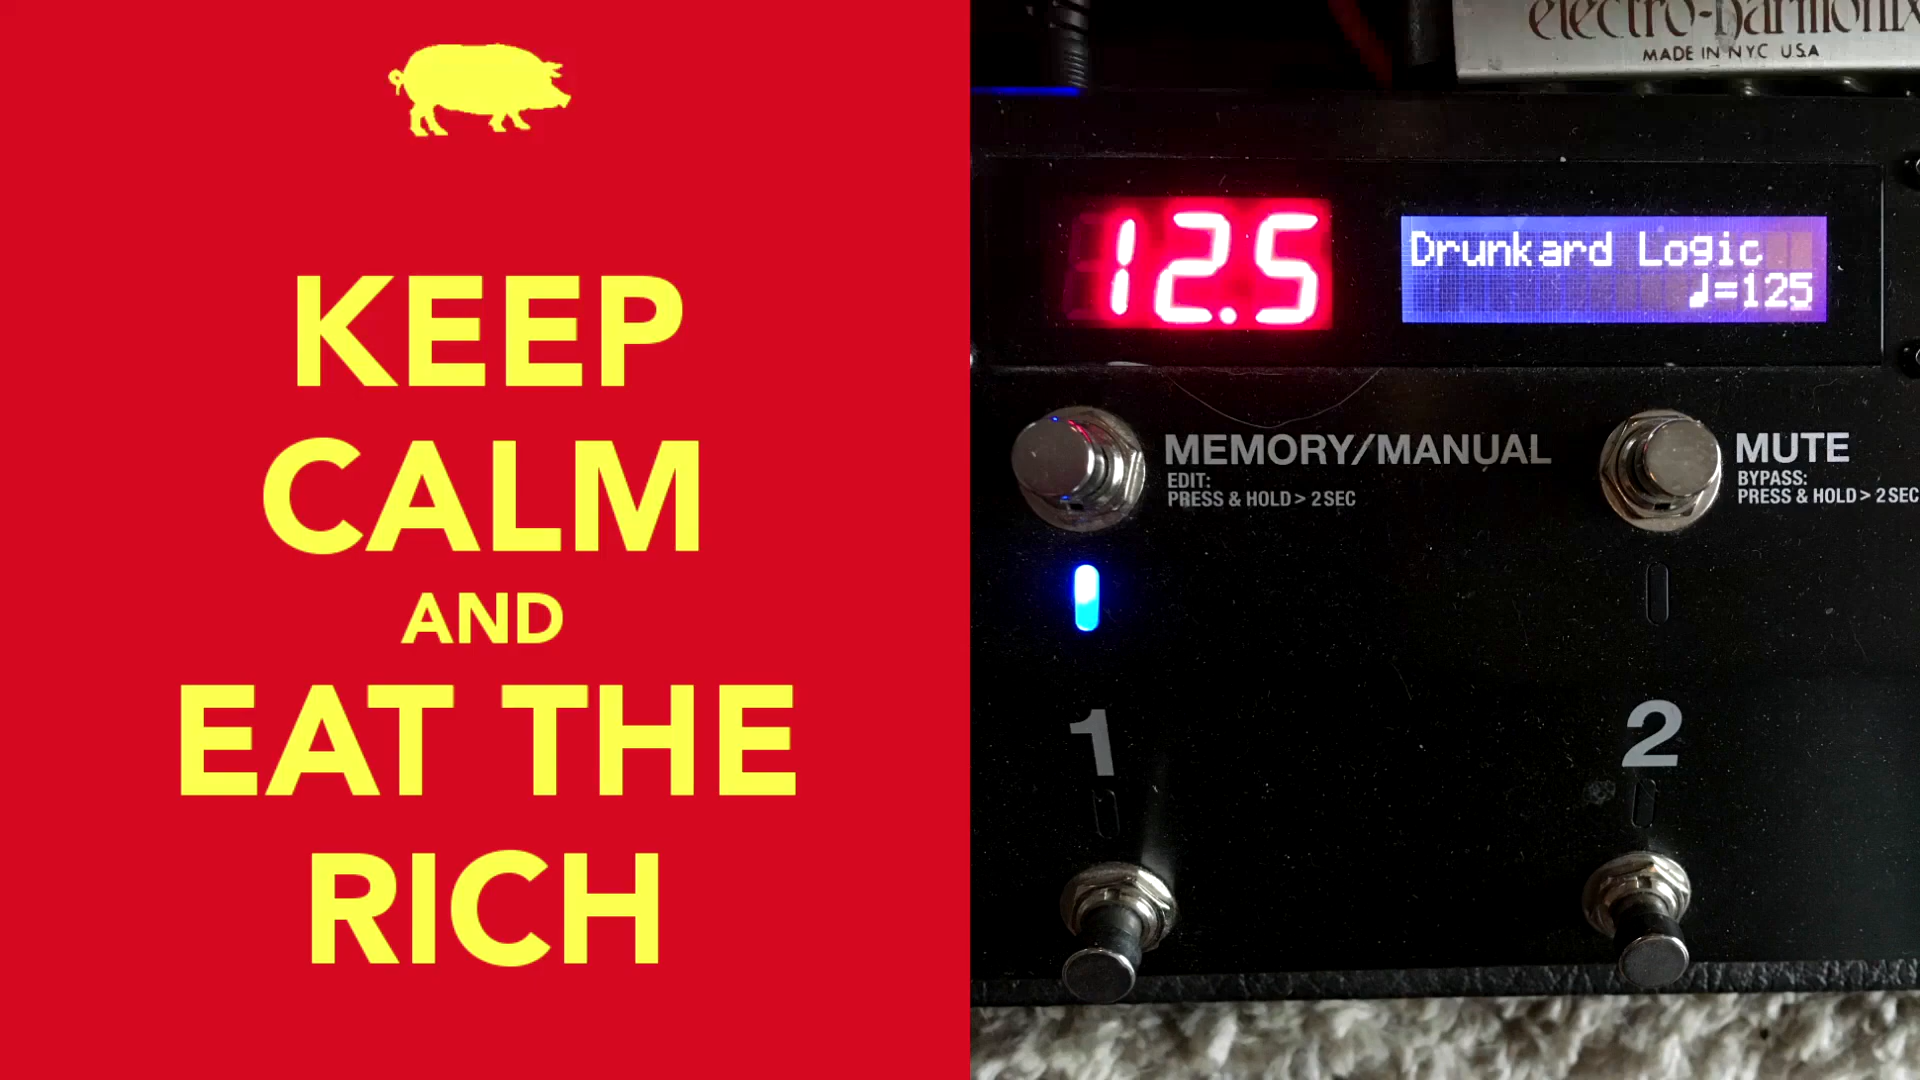 KEEP
CALM
AND
EAT THE
RICH
electro-harmonix
MADE IN NYC USA
12.5
Drunkard Logic
♩=125
MEMORY/MANUAL
EDIT:
PRESS & HOLD > 2 SEC
MUTE
BYPASS:
PRESS & HOLD > 2 SEC
1
2